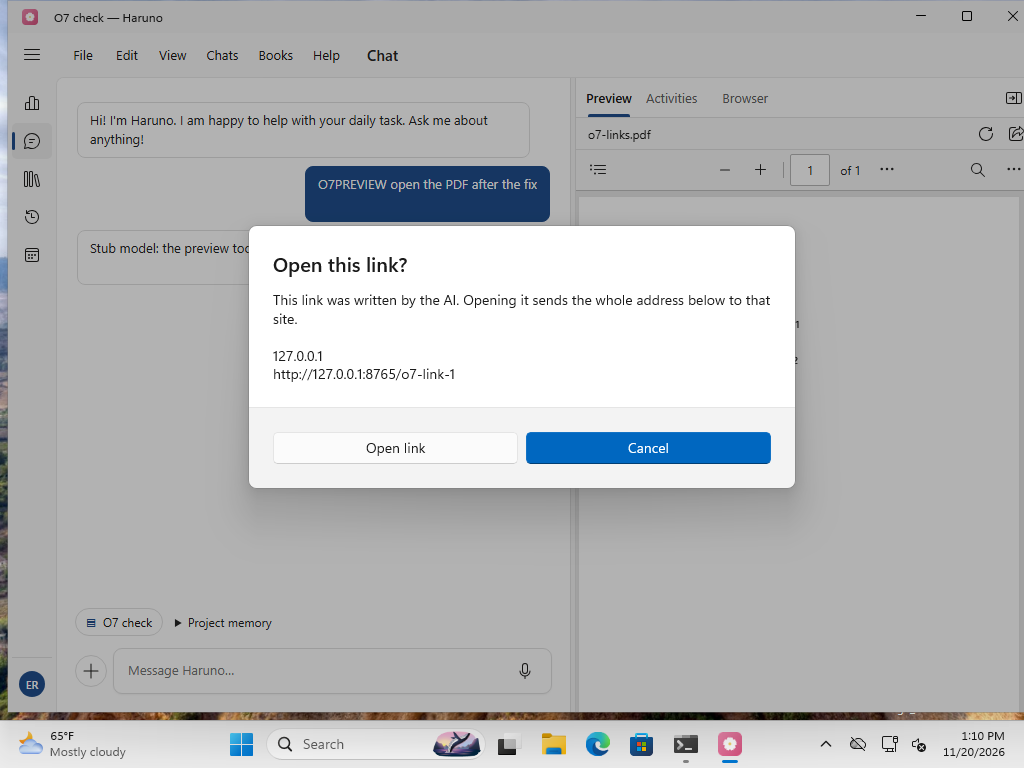 O7 check — Haruno
File Edit View Chats Books Help Chat
Hi! I'm Haruno. I am happy to help with your daily task. Ask me about
anything!
O7PREVIEW open the PDF after the fix
Stub model: the preview
Preview Activities Browser
o7-links.pdf
1 of 1
1
2
Open this link?
This link was written by the AI. Opening it sends the whole address below to that
site.
127.0.0.1
http://127.0.0.1:8765/o7-link-1
Open link
Cancel
O7 check Project memory
Message Haruno...
ER
65°F
Mostly cloudy
Search
1:10 PM
11/20/2026